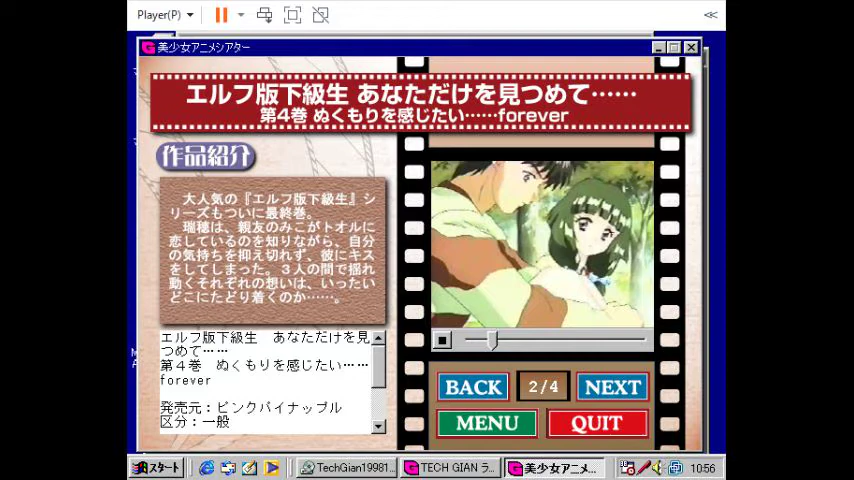 Player(P)
美少女アニメシアター
エルフ版下級生 あなただけを見つめて……
第4巻 ぬくもりを感じたい……forever
作品紹介
大人気の『エルフ版下級生』シ
リーズもついに最終巻。
瑞穂は、親友のみこがトオルに
恋しているのを知りながら、自分
の気持ちを抑え切れず、彼にキス
をしてしまった。３人の間で揺れ
動くそれぞれの想いは、いったい
どこにたどり着くのか……。
エルフ版下級生　あなただけを見
つめて……
第４巻　ぬくもりを感じたい……
forever
発売元：ピンクパイナップル
区分：一般
BACK 2/4 NEXT
MENU QUIT
スタート TechGian19981... TECH GIAN ラ... 美少女アニメ... 10:56